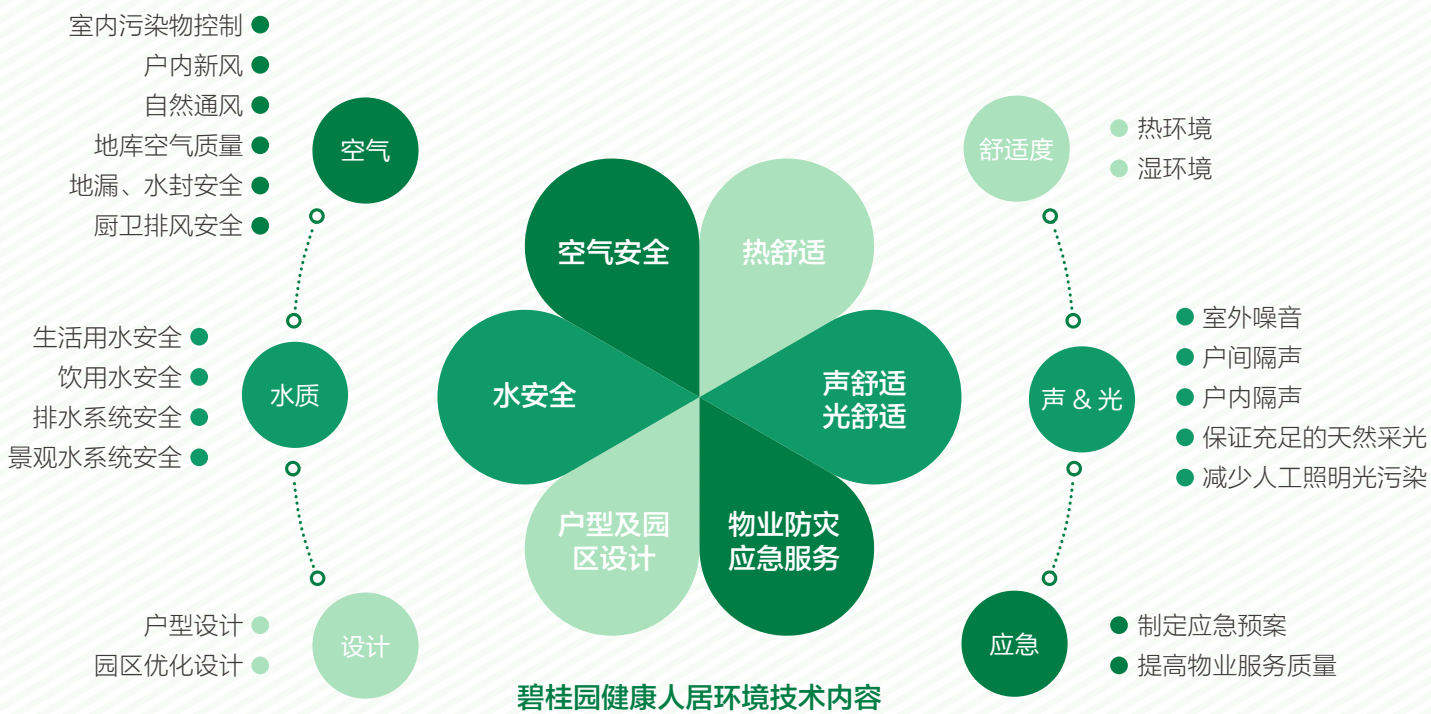 室内污染物控制
户内新风
自然通风
地库空气质量
地漏、水封安全
厨卫排风安全
空气
生活用水安全
饮用水安全
排水系统安全
景观水系统安全
水质
户型设计
园区优化设计
设计
空气安全
热舒适
水安全
声舒适
光舒适
户型及园
区设计
物业防灾
应急服务
舒适度
热环境
湿环境
声 & 光
室外噪音
户间隔声
户内隔声
保证充足的天然采光
减少人工照明光污染
应急
制定应急预案
提高物业服务质量
碧桂园健康人居环境技术内容